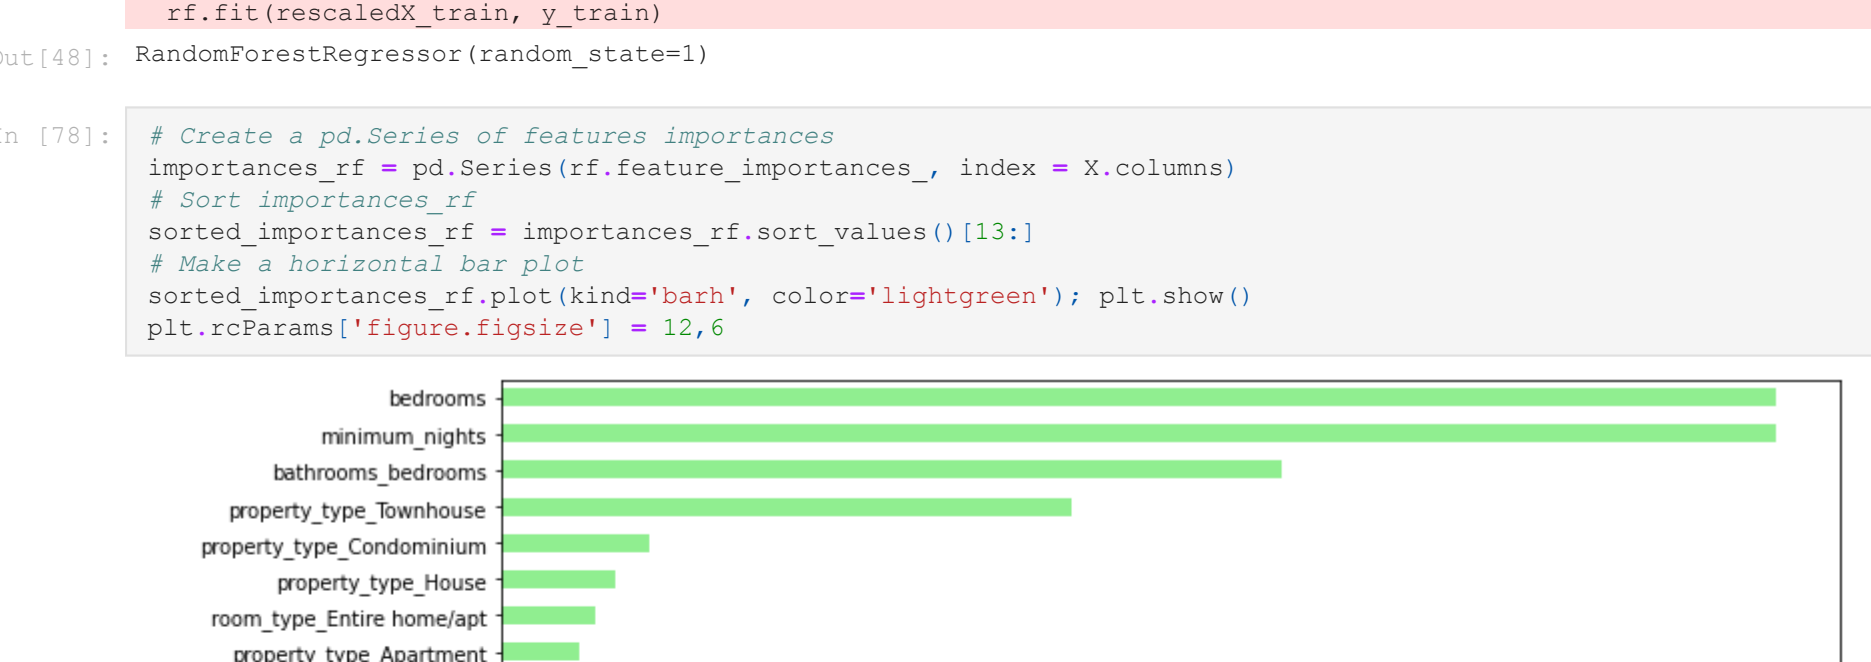 rf.fit(rescaledX_train, y_train)
Out[48]: RandomForestRegressor(random_state=1)
In [78]: # Create a pd.Series of features importances
importances_rf = pd.Series(rf.feature_importances_, index = X.columns)
# Sort importances_rf
sorted_importances_rf = importances_rf.sort_values()[13:]
# Make a horizontal bar plot
sorted_importances_rf.plot(kind='barh', color='lightgreen'); plt.show()
plt.rcParams['figure.figsize'] = 12,6
bedrooms
minimum_nights
bathrooms_bedrooms
property_type_Townhouse
property_type_Condominium
property_type_House
room_type_Entire home/apt
property_type_Apartment